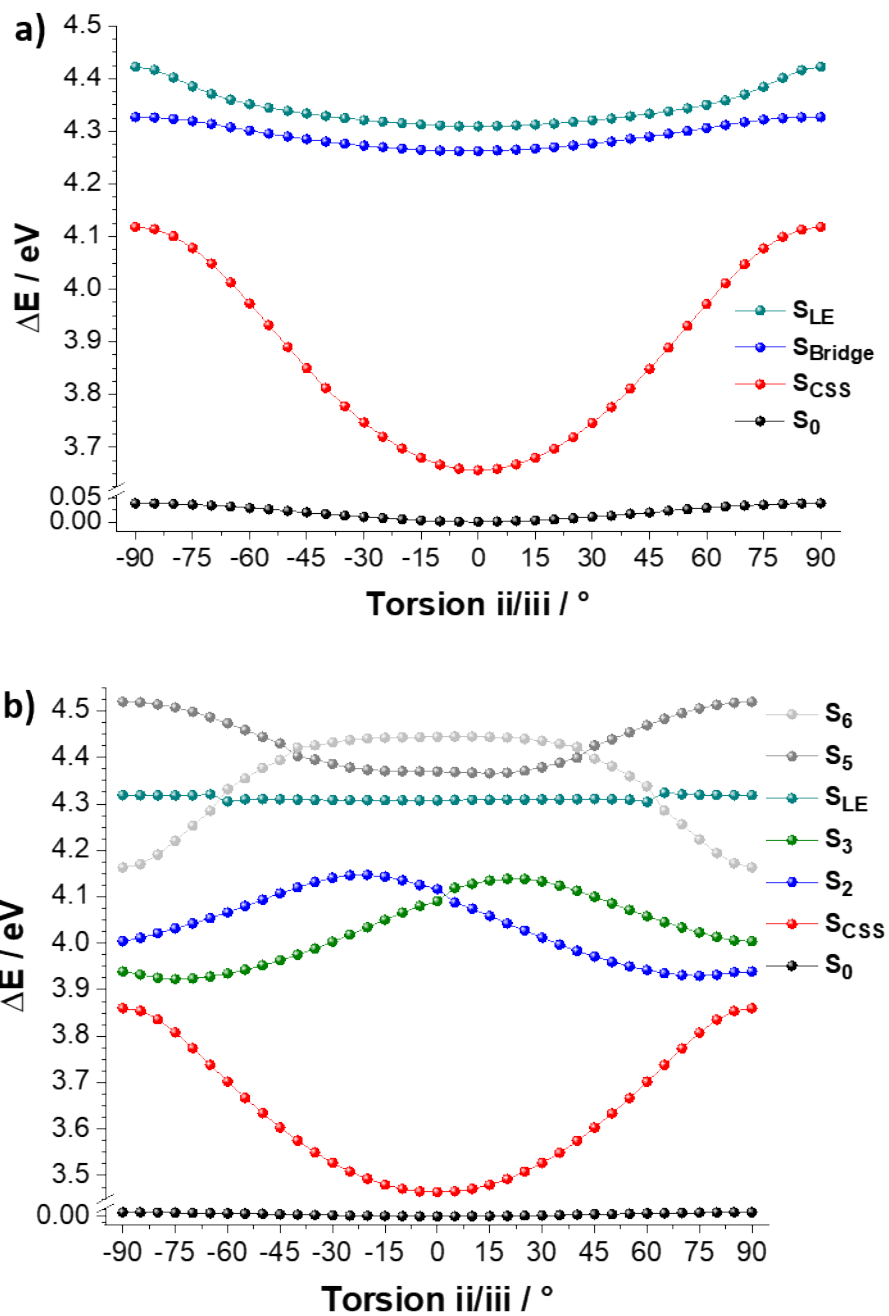 a)
4.5
4.4
4.3
4.2
4.1
4.0
3.9
3.8
3.7
0.05
0.00
ΔE / eV
S_LE
S_Bridge
S_CSS
S_0
-90 -75 -60 -45 -30 -15 0 15 30 45 60 75 90
Torsion ii/iii / °
b)
4.5
4.4
4.3
4.2
4.1
4.0
3.9
3.8
3.7
3.6
3.5
0.00
ΔE / eV
S_6
S_5
S_LE
S_3
S_2
S_CSS
S_0
-90 -75 -60 -45 -30 -15 0 15 30 45 60 75 90
Torsion ii/iii / °